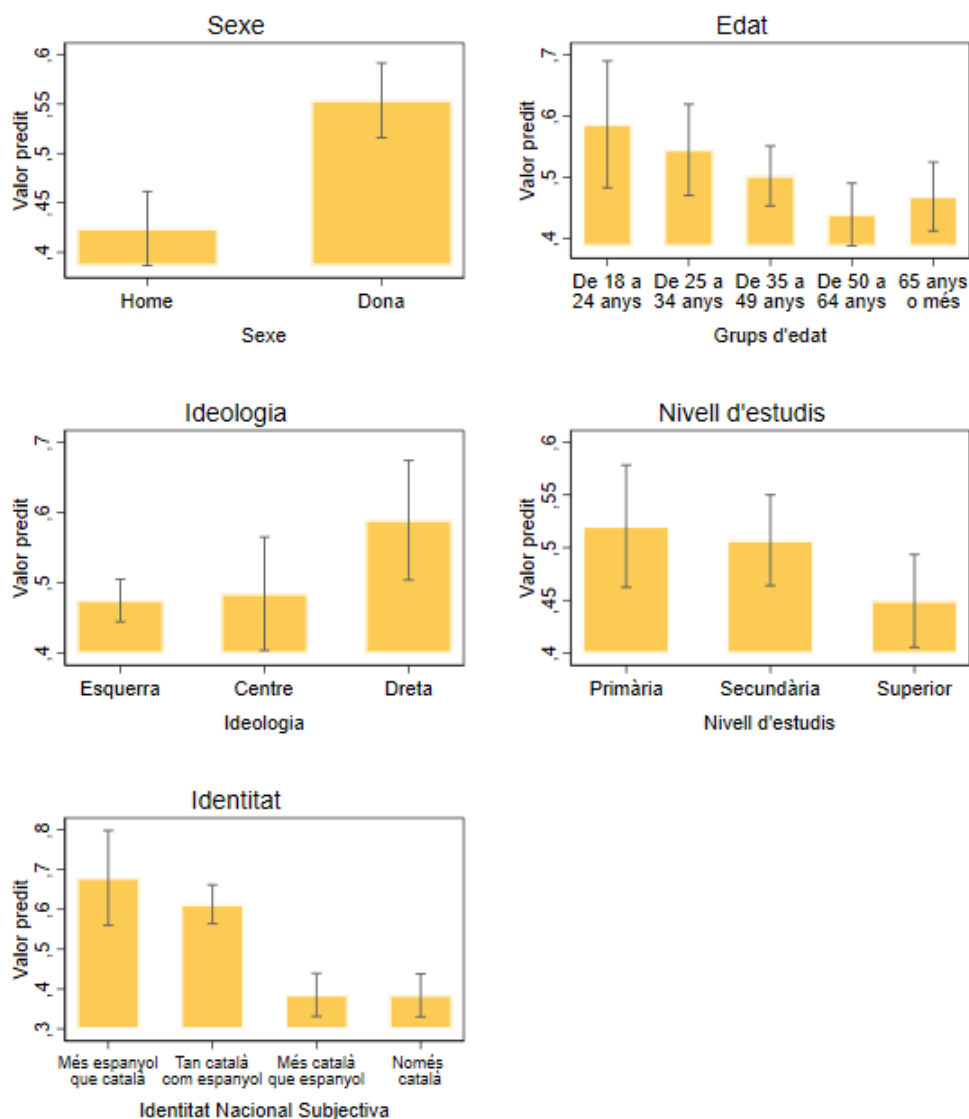 Sexe
Valor predit
,6
,55
,5
,45
,4
Home Dona
Sexe
Edat
Valor predit
,7
,6
,5
,4
De 18 a De 25 a De 35 a De 50 a 65 anys
24 anys 34 anys 49 anys 64 anys o més
Grups d'edat
Ideologia
Valor predit
,7
,6
,5
,4
Esquerra Centre Dreta
Ideologia
Nivell d'estudis
Valor predit
,6
,55
,5
,45
,4
Primària Secundària Superior
Nivell d'estudis
Identitat
Valor predit
,8
,7
,6
,5
,4
,3
Més espanyol Tan català Més català Només
que català com espanyol que espanyol català
Identitat Nacional Subjectiva